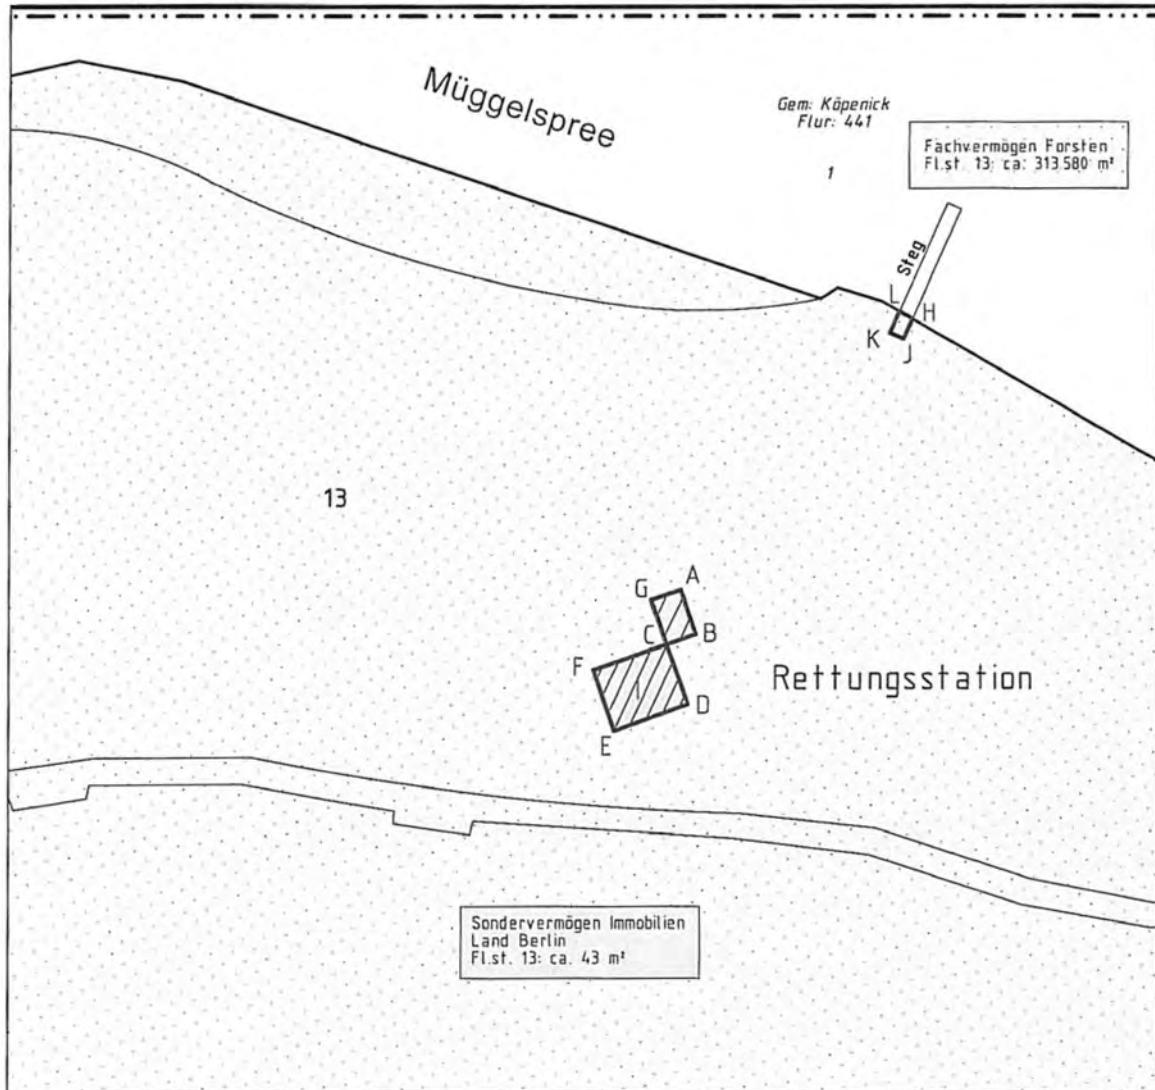 Müggelspree
Gem: Köpenick
Flur: 441
1
Fachvermögen Forsten
Fl.st. 13: ca: 313.580 m²
Steg
L
H
K
J
13
G
A
C
B
F
I
D
E
Rettungsstation
Sondervermögen Immobilien
Land Berlin
Fl.st. 13: ca. 43 m²